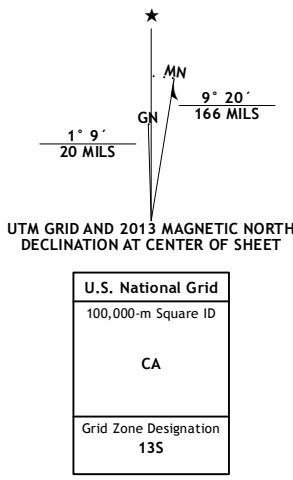 MN
GN
9° 20´
166 MILS
1° 9´
20 MILS
UTM GRID AND 2013 MAGNETIC NORTH
DECLINATION AT CENTER OF SHEET
U.S. National Grid
100,000-m Square ID
CA
Grid Zone Designation
13S